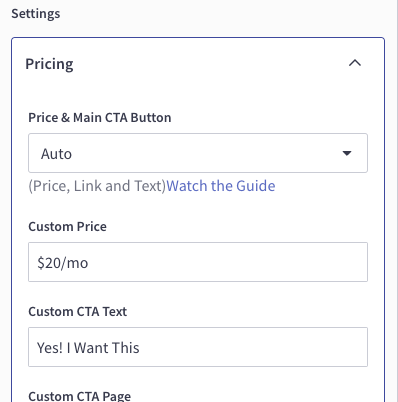 Settings
Pricing
Price & Main CTA Button
Auto
(Price, Link and Text)Watch the Guide
Custom Price
$20/mo
Custom CTA Text
Yes! I Want This
Custom CTA Page